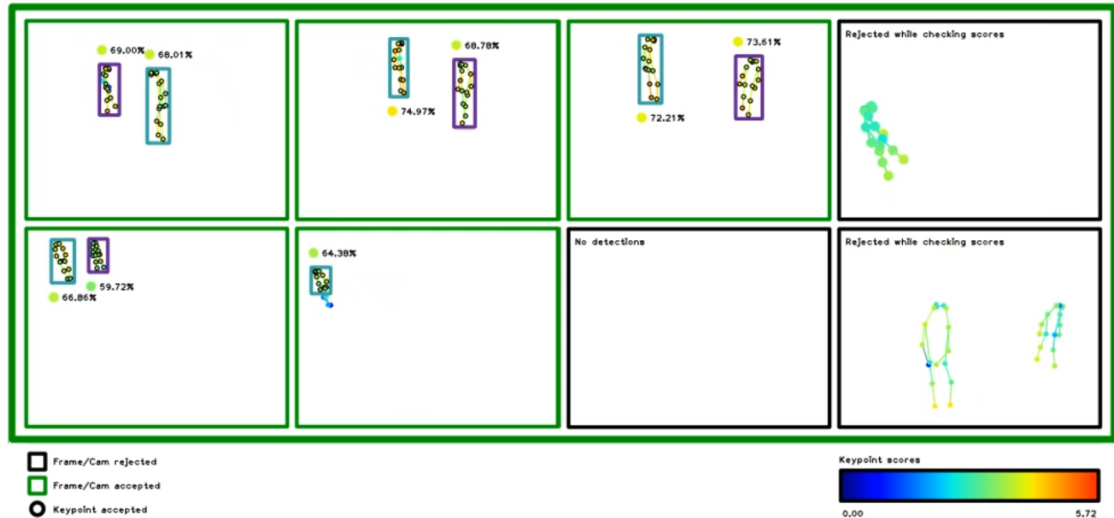 69.00%
68.01%
68.78%
74.97%
73.61%
72.21%
Rejected while checking scores
66.86%
59.72%
64.38%
No detections
Rejected while checking scores
Frame/Cam rejected
Frame/Cam accepted
Keypoint accepted
Keypoint scores
0.00
5.72